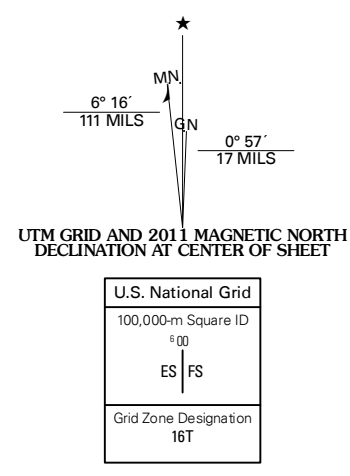 ★
MN.
6° 16´
111 MILS
GN
0° 57´
17 MILS
UTM GRID AND 2011 MAGNETIC NORTH
DECLINATION AT CENTER OF SHEET
U.S. National Grid
100,000-m Square ID
⁶00
ES FS
Grid Zone Designation
16T